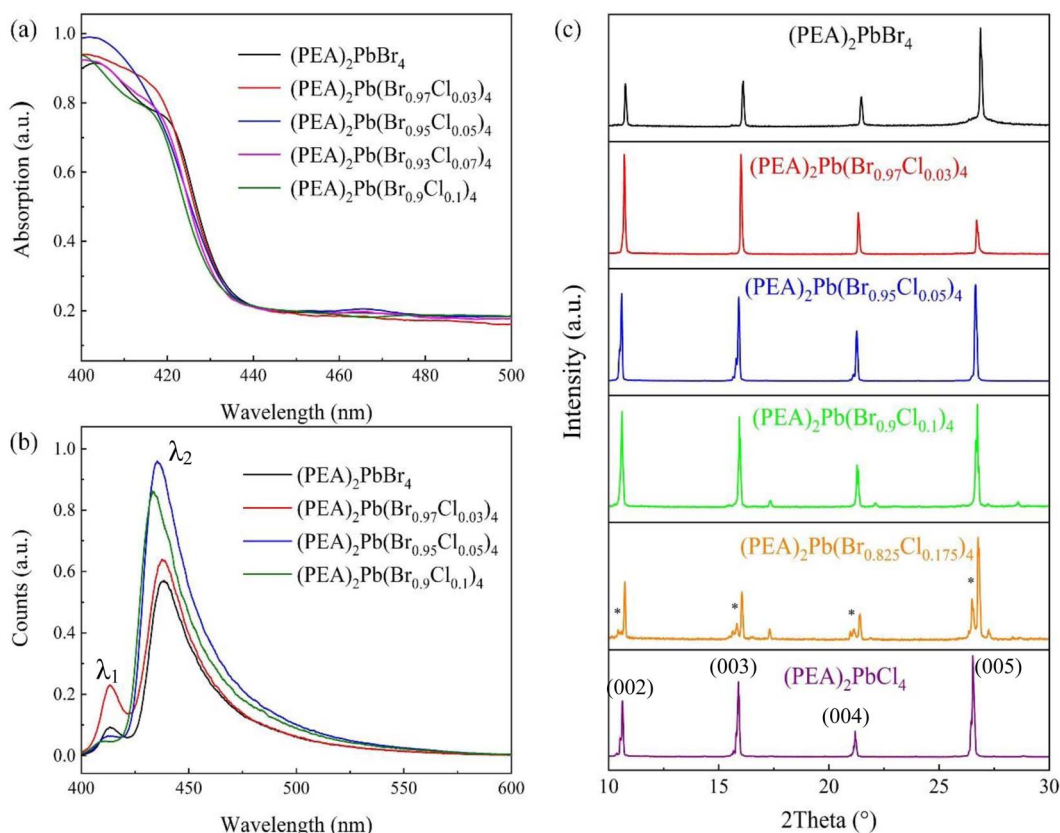 (a)
1.0
0.8
0.6
0.4
0.2
Absorption (a.u.)
(PEA)₂PbBr₄
(PEA)₂Pb(Br₀.₉₇Cl₀.₀₃)₄
(PEA)₂Pb(Br₀.₉₅Cl₀.₀₅)₄
(PEA)₂Pb(Br₀.₉₃Cl₀.₀₇)₄
(PEA)₂Pb(Br₀.₉Cl₀.₁)₄
400 420 440 460 480 500
Wavelength (nm)
(b)
1.0
0.8
0.6
0.4
0.2
0.0
Counts (a.u.)
λ₁
λ₂
(PEA)₂PbBr₄
(PEA)₂Pb(Br₀.₉₇Cl₀.₀₃)₄
(PEA)₂Pb(Br₀.₉₅Cl₀.₀₅)₄
(PEA)₂Pb(Br₀.₉Cl₀.₁)₄
400 450 500 550 600
Wavelength (nm)
(c)
Intensity (a.u.)
(PEA)₂PbBr₄
(PEA)₂Pb(Br₀.₉₇Cl₀.₀₃)₄
(PEA)₂Pb(Br₀.₉₅Cl₀.₀₅)₄
(PEA)₂Pb(Br₀.₉Cl₀.₁)₄
(PEA)₂Pb(Br₀.₈₂₅Cl₀.₁₇₅)₄
* * * *
(PEA)₂PbCl₄
(002) (003) (004) (005)
10 15 20 25 30
2Theta (°)